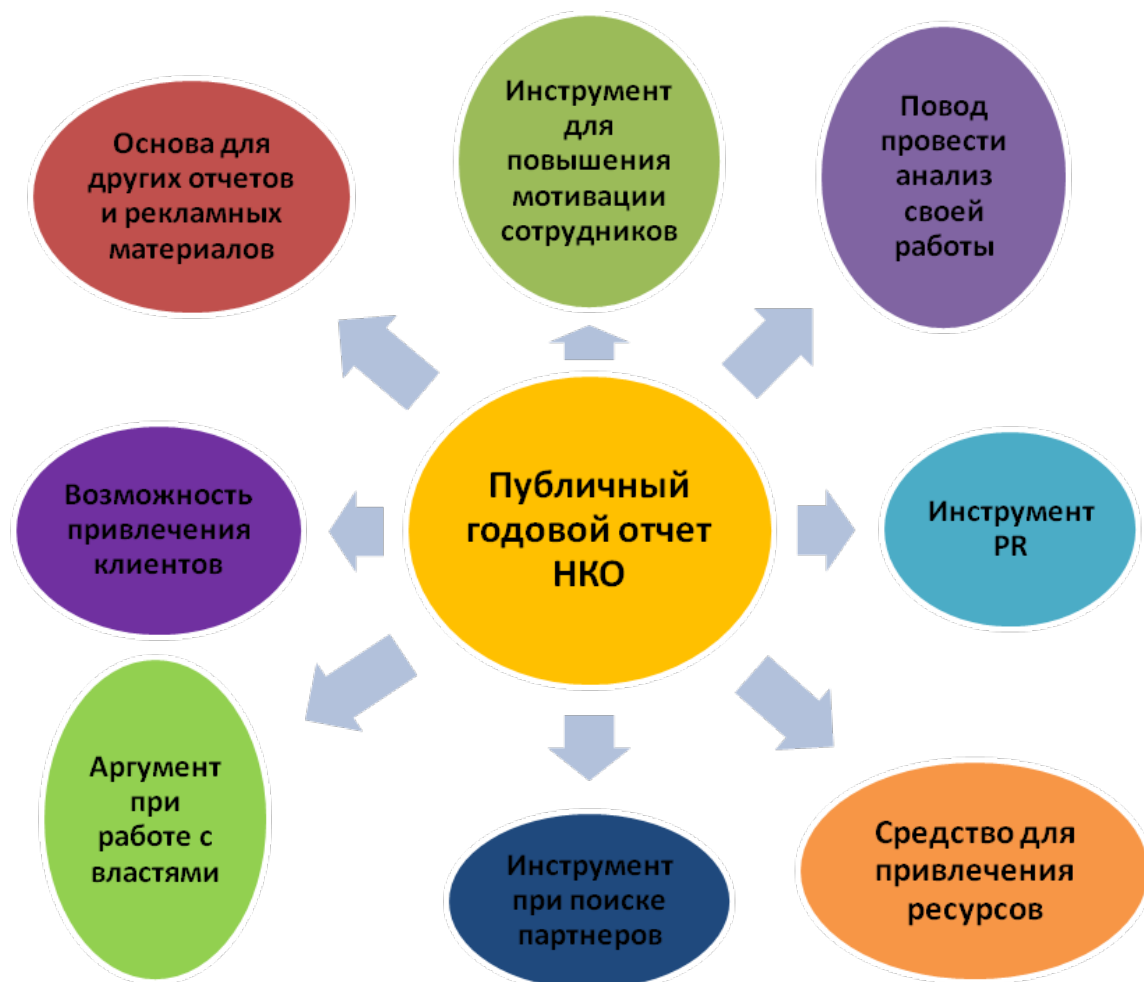 Основа для
других отчетов
и рекламных
материалов
Инструмент
для
повышения
мотивации
сотрудников
Повод
провести
анализ
своей
работы
Возможность
привлечения
клиентов
Публичный
годовой отчет
НКО
Инструмент
PR
Аргумент
при
работе с
властями
Инструмент
при поиске
партнеров
Средство для
привлечения
ресурсов